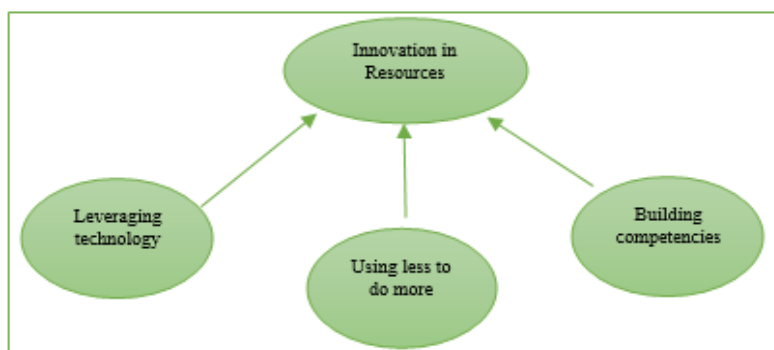 Innovation in
Resources
Leveraging
technology
Using less to
do more
Building
competencies